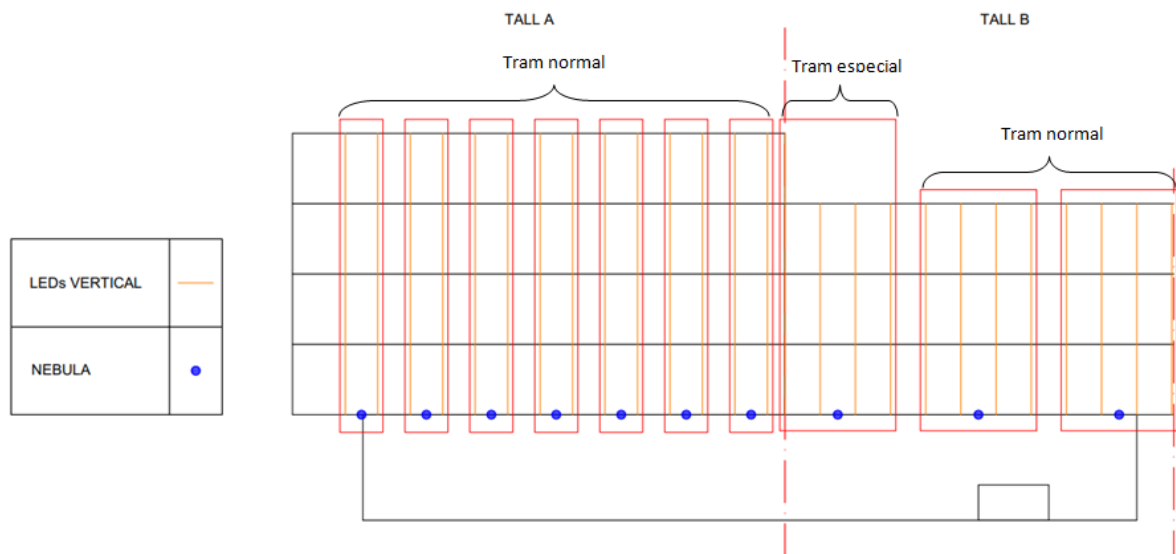 TALL A
TALL B
Tram normal
Tram especial
Tram normal
LEDs VERTICAL
NEBULA